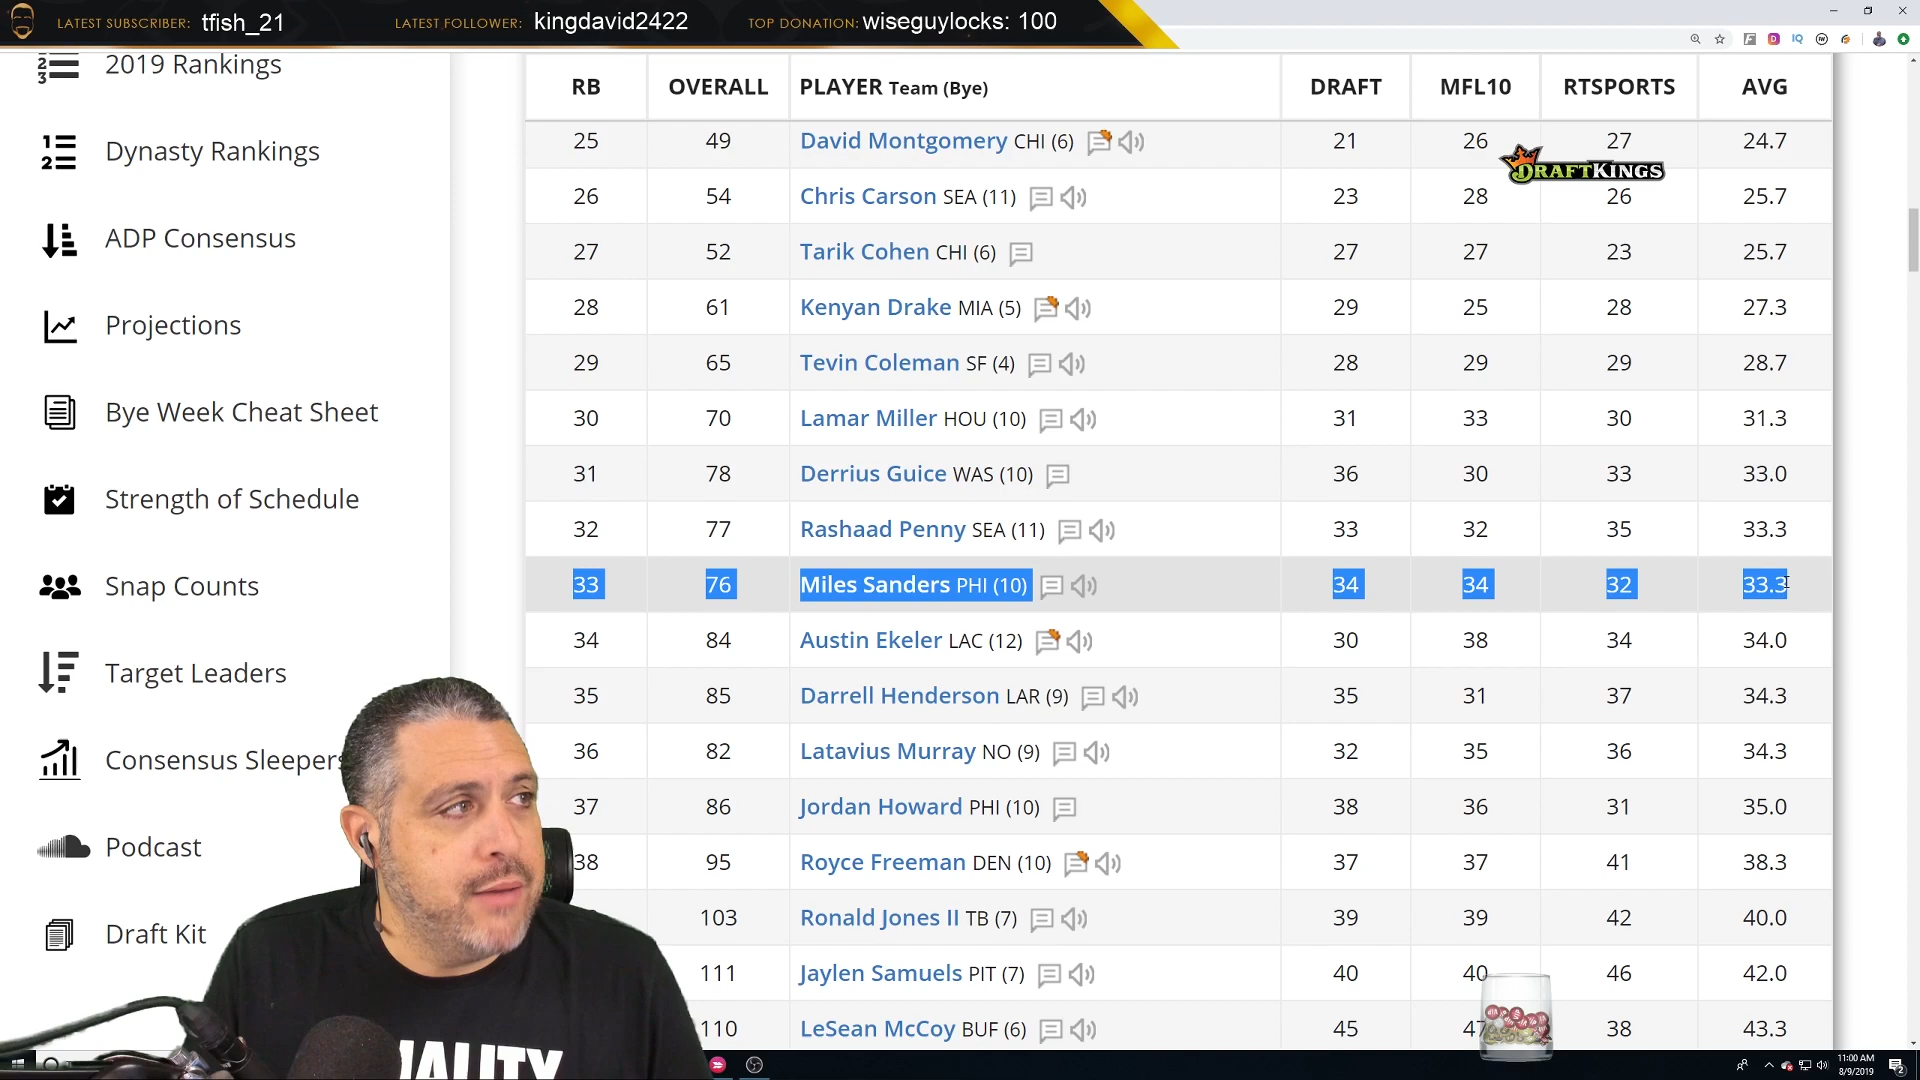 LATEST SUBSCRIBER: tfish_21 LATEST FOLLOWER: kingdavid2422 TOP DONATION: wiseguylocks: 100
2019 Rankings
Dynasty Rankings
ADP Consensus
Projections
Bye Week Cheat Sheet
Strength of Schedule
Snap Counts
Target Leaders
Consensus Sleepers
Podcast
Draft Kit
RB OVERALL PLAYER Team (Bye) DRAFT MFL10 RTSPORTS AVG
25 49 David Montgomery CHI (6) 21 26 27 24.7
DRAFTKINGS
26 54 Chris Carson SEA (11) 23 28 26 25.7
27 52 Tarik Cohen CHI (6) 27 27 23 25.7
28 61 Kenyan Drake MIA (5) 29 25 28 27.3
29 65 Tevin Coleman SF (4) 28 29 29 28.7
30 70 Lamar Miller HOU (10) 31 33 30 31.3
31 78 Derrius Guice WAS (10) 36 30 33 33.0
32 77 Rashaad Penny SEA (11) 33 32 35 33.3
33 76 Miles Sanders PHI (10) 34 34 32 33.3
34 84 Austin Ekeler LAC (12) 30 38 34 34.0
35 85 Darrell Henderson LAR (9) 35 31 37 34.3
36 82 Latavius Murray NO (9) 32 35 36 34.3
37 86 Jordan Howard PHI (10) 38 36 31 35.0
38 95 Royce Freeman DEN (10) 37 37 41 38.3
103 Ronald Jones II TB (7) 39 39 42 40.0
111 Jaylen Samuels PIT (7) 40 40 46 42.0
110 LeSean McCoy BUF (6) 45 47 38 43.3
11:00 AM
8/9/2019